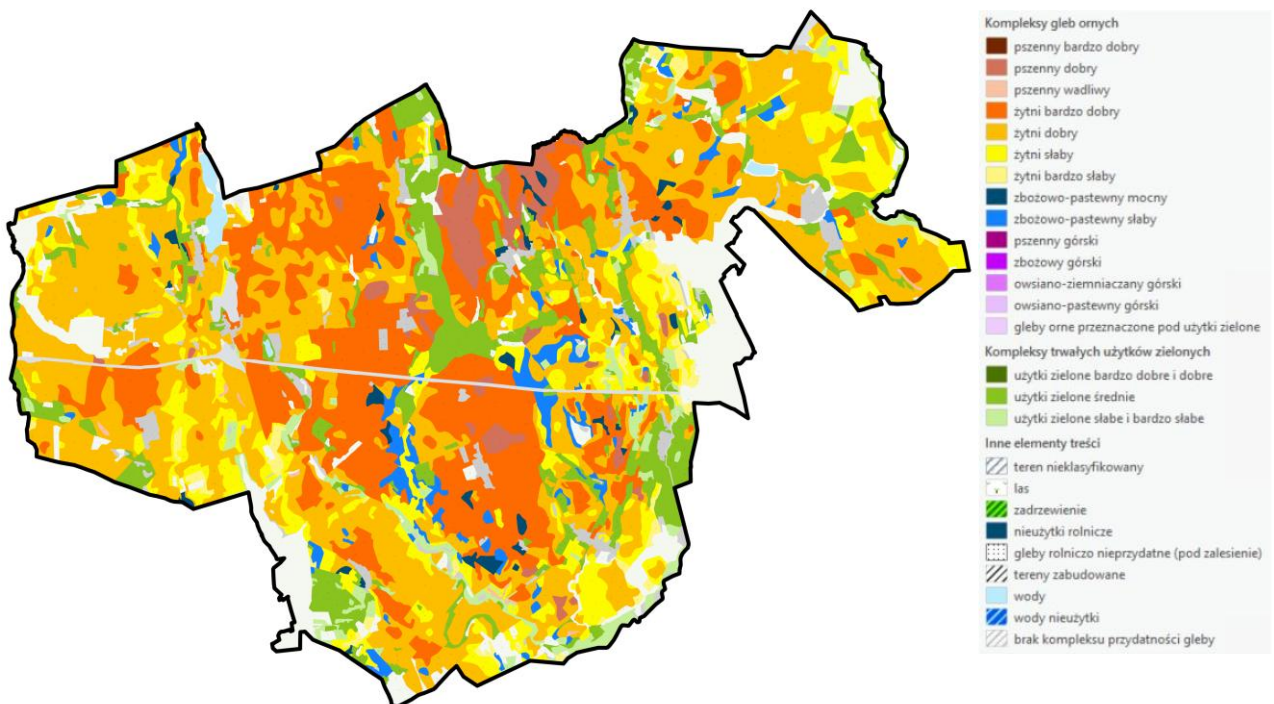 Kompleksy gleb ornych
pszenny bardzo dobry
pszenny dobry
pszenny wadliwy
żytni bardzo dobry
żytni dobry
żytni słaby
żytni bardzo słaby
zbożowo-pastewny mocny
zbożowo-pastewny słaby
pszenny górski
zbożowy górski
owsiano-ziemniaczany górski
owsiano-pastewny górski
gleby orne przeznaczone pod użytki zielone
Kompleksy trwałych użytków zielonych
użytki zielone bardzo dobre i dobre
użytki zielone średnie
użytki zielone słabe i bardzo słabe
Inne elementy treści
teren nieklasyfikowany
las
zadrzewienie
nieużytki rolnicze
gleby rolniczo nieprzydatne (pod zalesienie)
tereny zabudowane
wody
wody nieużytki
brak kompleksu przydatności gleby